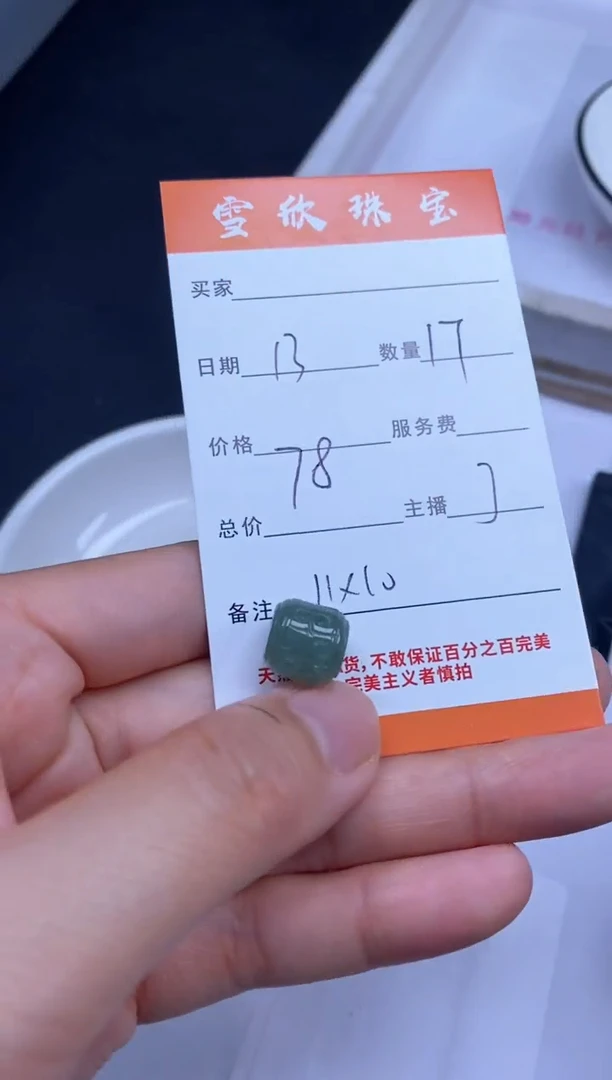 雪欣珠宝
买家
日期 13 数量 17
价格 78 服务费
总价 主播
备注 11x10
货,不敢保证百分之百完美
完美主义者慎拍